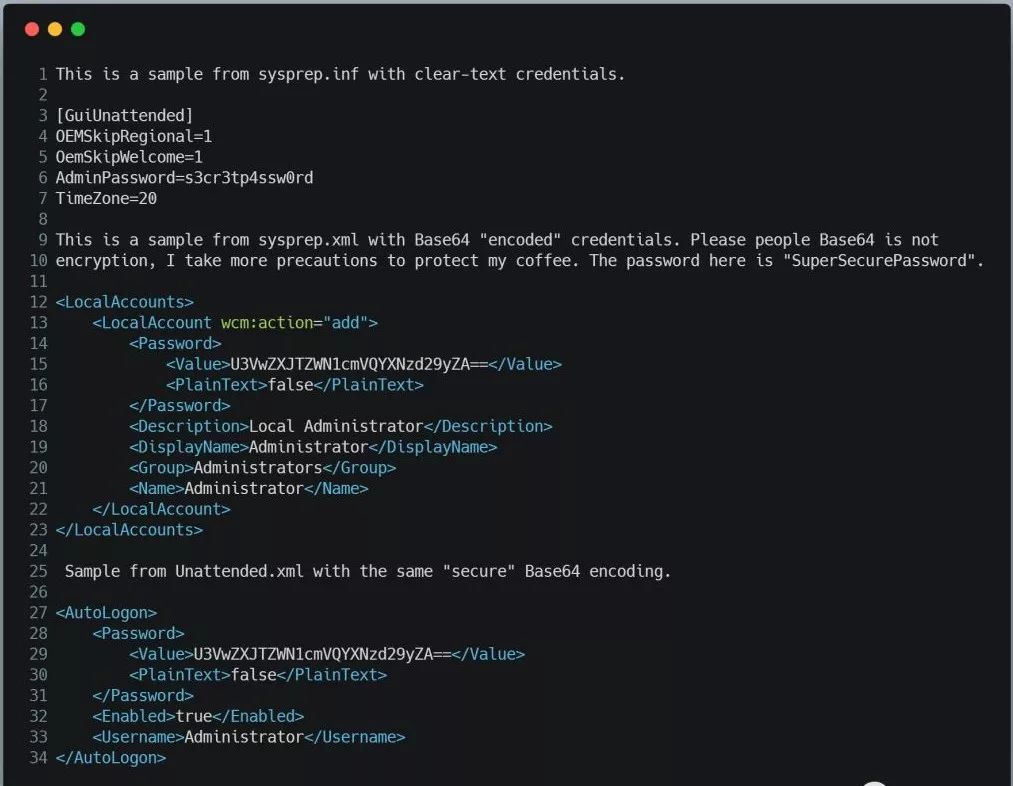 1 This is a sample from sysprep.inf with clear-text credentials.
2
3 [GuiUnattended]
4 OEMSkipRegional=1
5 OemSkipWelcome=1
6 AdminPassword=s3cr3tp4ssw0rd
7 TimeZone=20
8
9 This is a sample from sysprep.xml with Base64 "encoded" credentials. Please people Base64 is not
10 encryption, I take more precautions to protect my coffee. The password here is "SuperSecurePassword".
11
12 <LocalAccounts>
13     <LocalAccount wcm:action="add">
14         <Password>
15             <Value>U3VwZXJTZWN1cmVQYXNzd29yZA==</Value>
16             <PlainText>false</PlainText>
17         </Password>
18         <Description>Local Administrator</Description>
19         <DisplayName>Administrator</DisplayName>
20         <Group>Administrators</Group>
21         <Name>Administrator</Name>
22     </LocalAccount>
23 </LocalAccounts>
24
25  Sample from Unattended.xml with the same "secure" Base64 encoding.
26
27 <AutoLogon>
28     <Password>
29         <Value>U3VwZXJTZWN1cmVQYXNzd29yZA==</Value>
30         <PlainText>false</PlainText>
31     </Password>
32     <Enabled>true</Enabled>
33     <Username>Administrator</Username>
34 </AutoLogon>